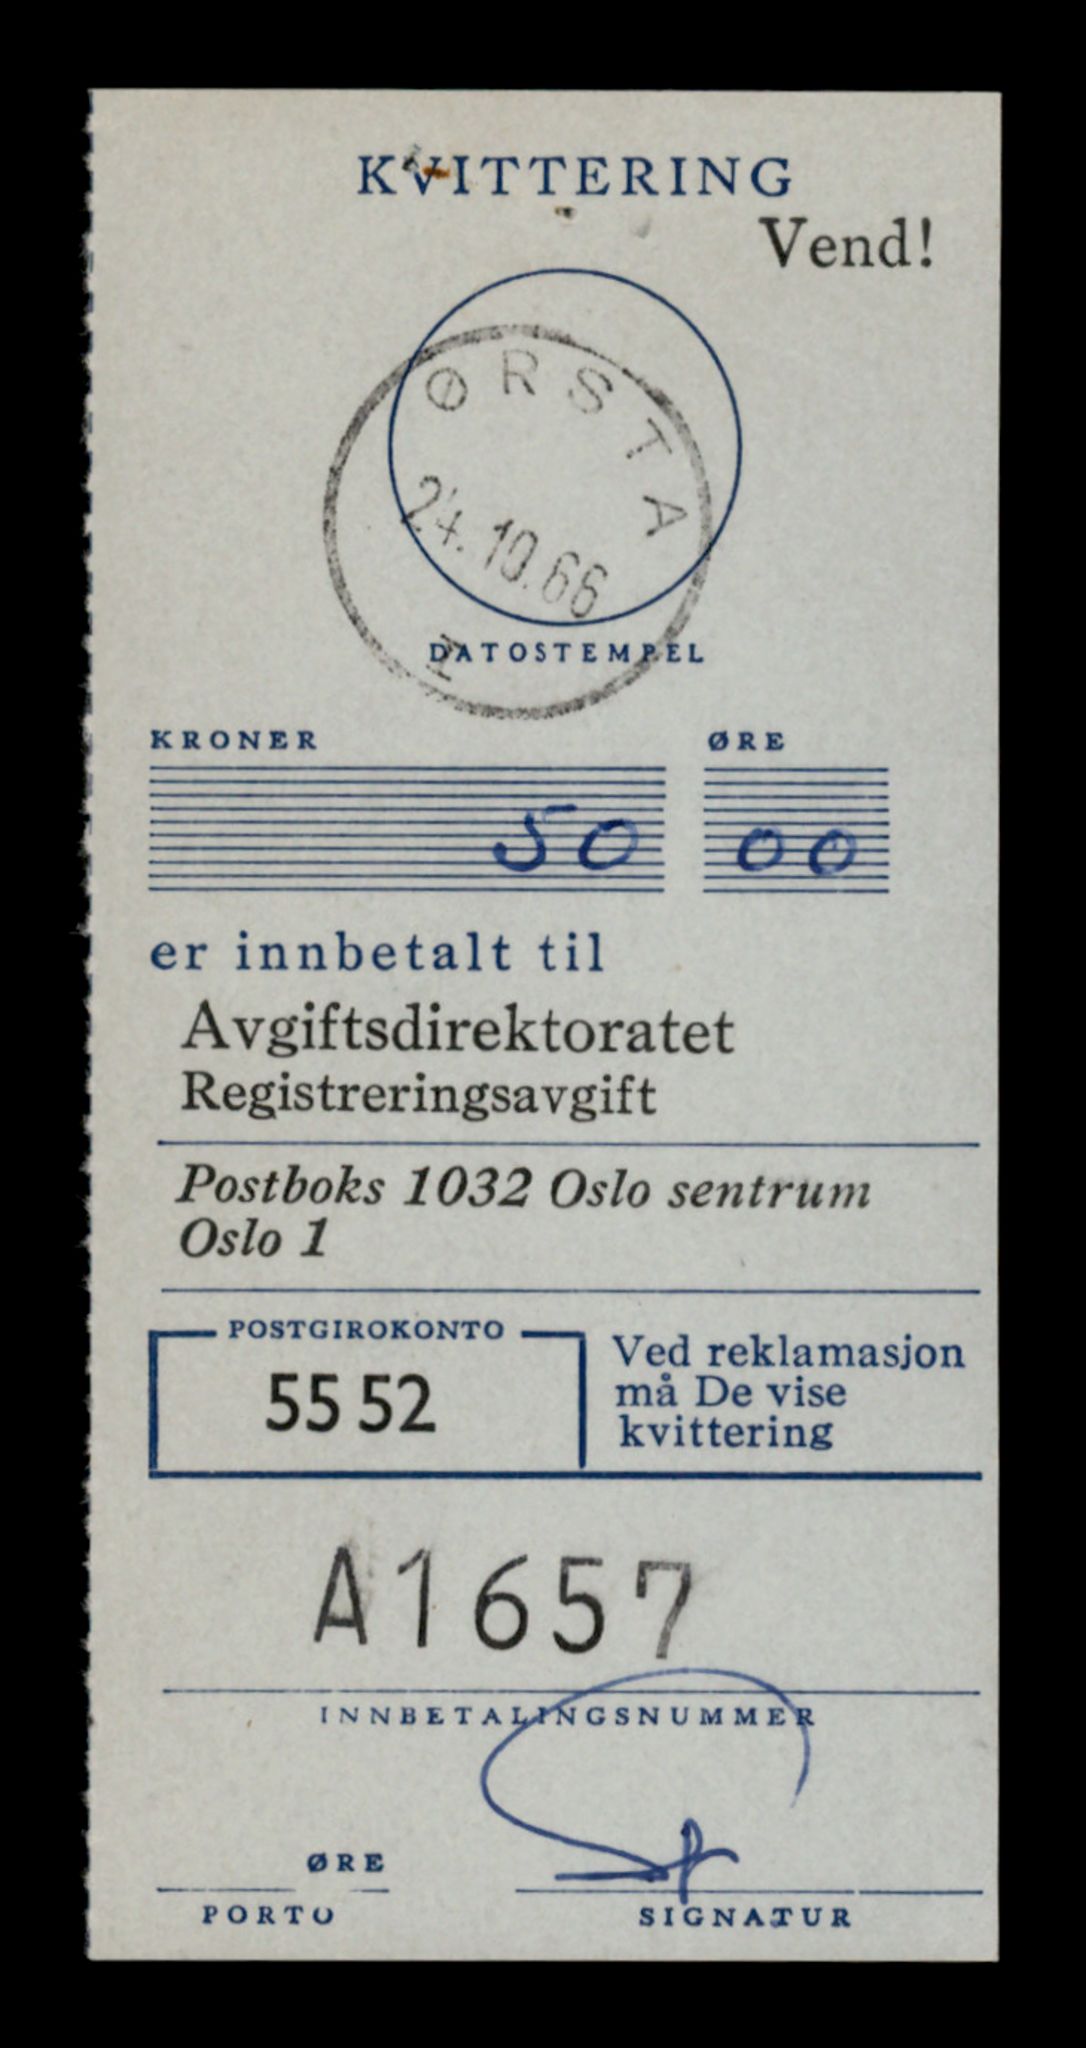 KVITTERING
Vend!
ØRSTA
24.10.66
1
DATOSTEMPEL
KRONER ØRE
50 00
er innbetalt til
Avgiftsdirektoratet
Registreringsavgift
Postboks 1032 Oslo sentrum
Oslo 1
POSTGIROKONTO
55 52
Ved reklamasjon
må De vise
kvittering
A1657
INNBETALINGSNUMMER
ØRE
PORTO SIGNATUR